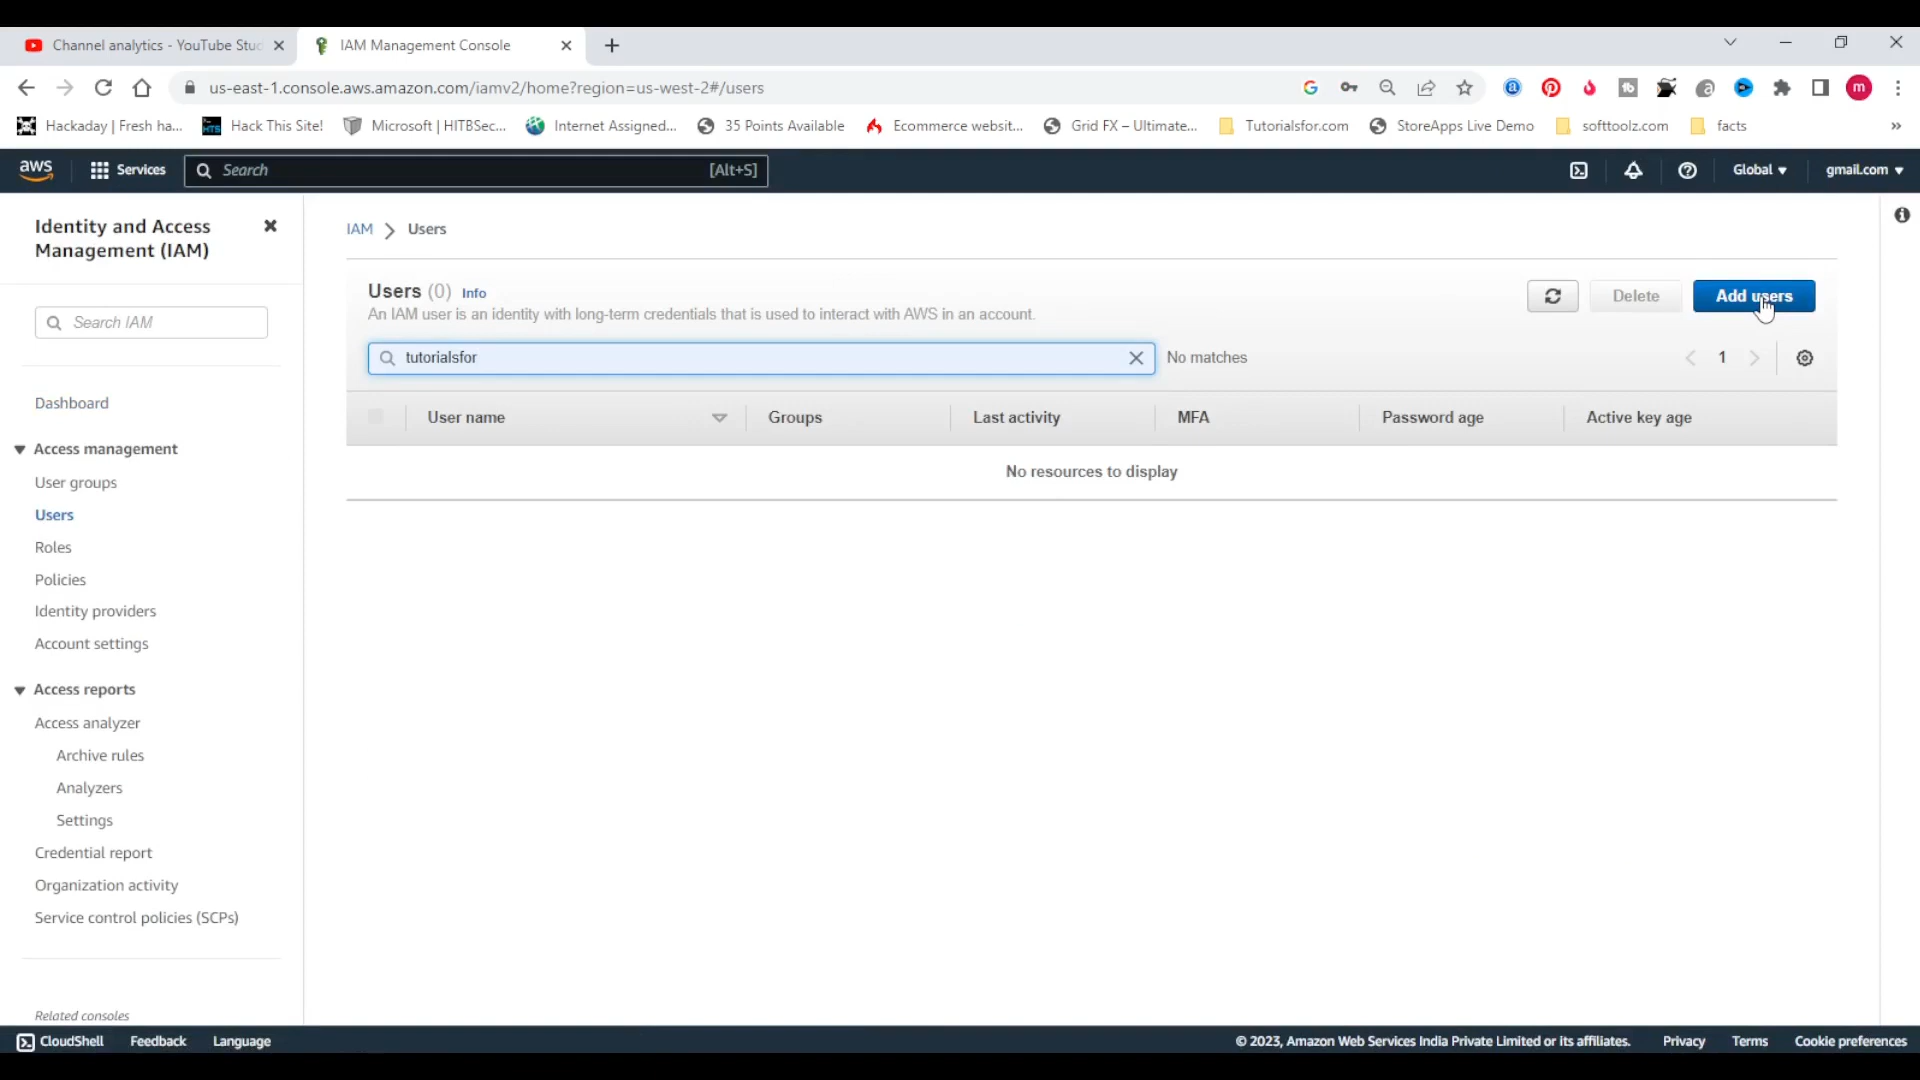 Channel analytics - YouTube Stud
IAM Management Console
us-east-1.console.aws.amazon.com/iamv2/home?region=us-west-2#/users
Hackaday | Fresh ha...
Hack This Site!
Microsoft | HITBSec...
Internet Assigned...
35 Points Available
Ecommerce websit...
Grid FX – Ultimate...
Tutorialsfor.com
StoreApps Live Demo
softtoolz.com
facts
»
aws
Services
Search
[Alt+S]
Global
gmail.com
Identity and Access
Management (IAM)
Search IAM
Dashboard
Access management
User groups
Users
Roles
Policies
Identity providers
Account settings
Access reports
Access analyzer
Archive rules
Analyzers
Settings
Credential report
Organization activity
Service control policies (SCPs)
Related consoles
IAM > Users
Users (0) Info
An IAM user is an identity with long-term credentials that is used to interact with AWS in an account.
Delete
Add users
tutorialsfor
No matches
1
User name
Groups
Last activity
MFA
Password age
Active key age
No resources to display
CloudShell
Feedback
Language
© 2023, Amazon Web Services India Private Limited or its affiliates.
Privacy
Terms
Cookie preferences